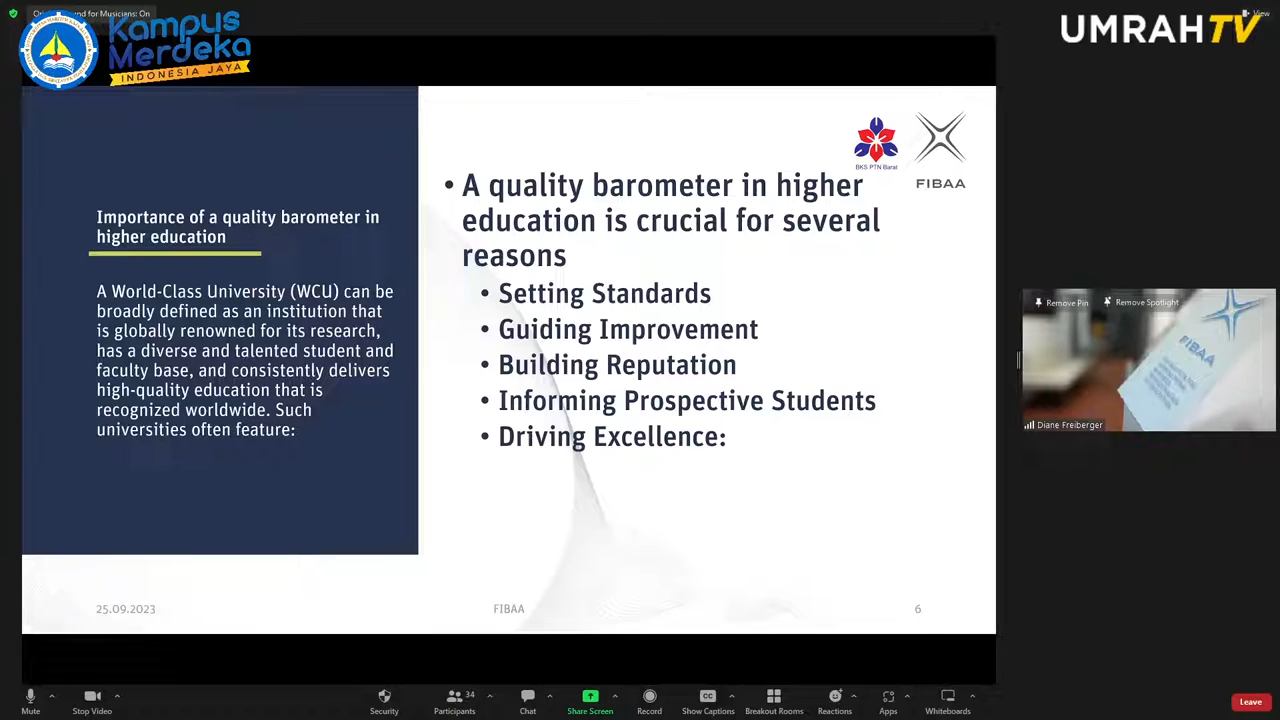 for Musicians: On
View
Kampus
Merdeka
INDONESIA JAYA
UMRAHTV
Importance of a quality barometer in
higher education
A World-Class University (WCU) can be
broadly defined as an institution that
is globally renowned for its research,
has a diverse and talented student and
faculty base, and consistently delivers
high-quality education that is
recognized worldwide. Such
universities often feature:
BKS PTN Barat
FIBAA
• A quality barometer in higher
education is crucial for several
reasons
• Setting Standards
• Guiding Improvement
• Building Reputation
• Informing Prospective Students
• Driving Excellence:
25.09.2023
FIBAA
6
Remove Pin
Remove Spotlight
FIBAA
Diane Freiberger
Mute
Stop Video
Security
34
Participants
Chat
Share Screen
Record
CC
Show Captions
Breakout Rooms
Reactions
Apps
Whiteboards
Leave